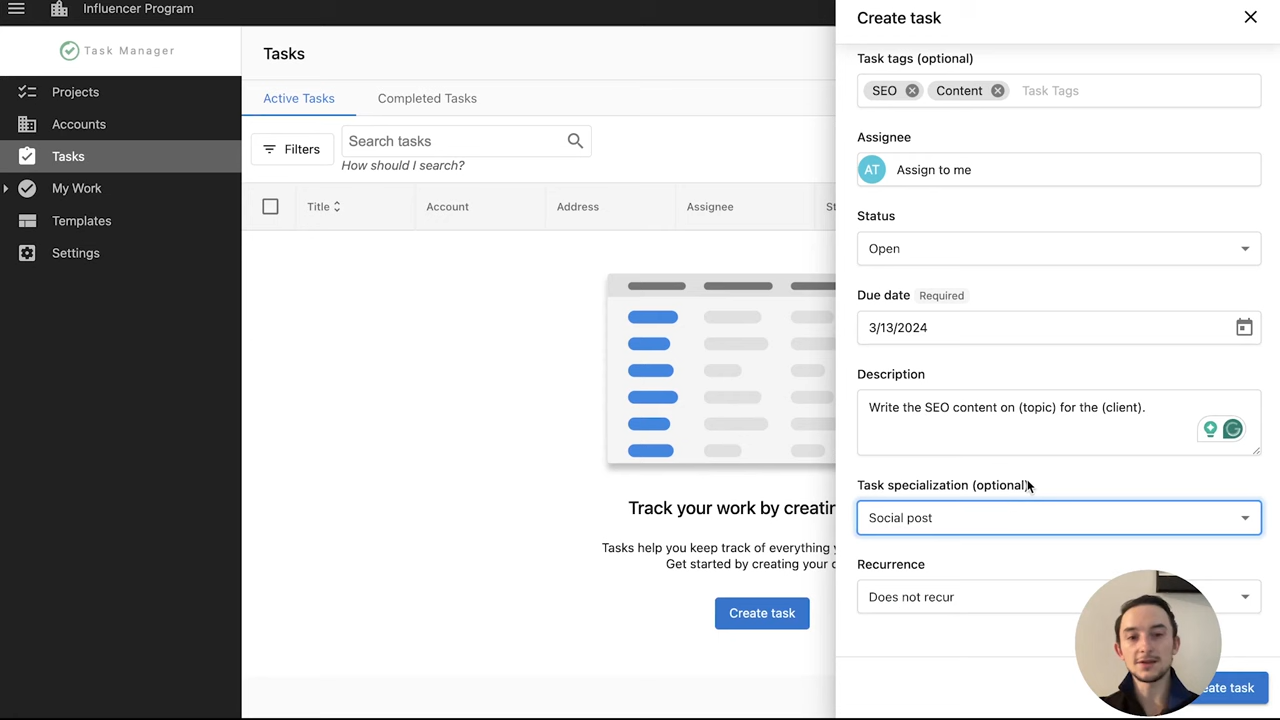 Influencer Program
Task Manager
Projects
Accounts
Tasks
My Work
Templates
Settings
Tasks
Active Tasks
Completed Tasks
Filters
Search tasks
How should I search?
Title
Account
Address
Assignee
St
Track your work by creatin
Tasks help you keep track of everything y
Get started by creating your o
Create task
Create task
Task tags (optional)
SEO
Content
Task Tags
Assignee
AT
Assign to me
Status
Open
Due date Required
3/13/2024
Description
Write the SEO content on (topic) for the (client).
Task specialization (optional)
Social post
Recurrence
Does not recur
eate task